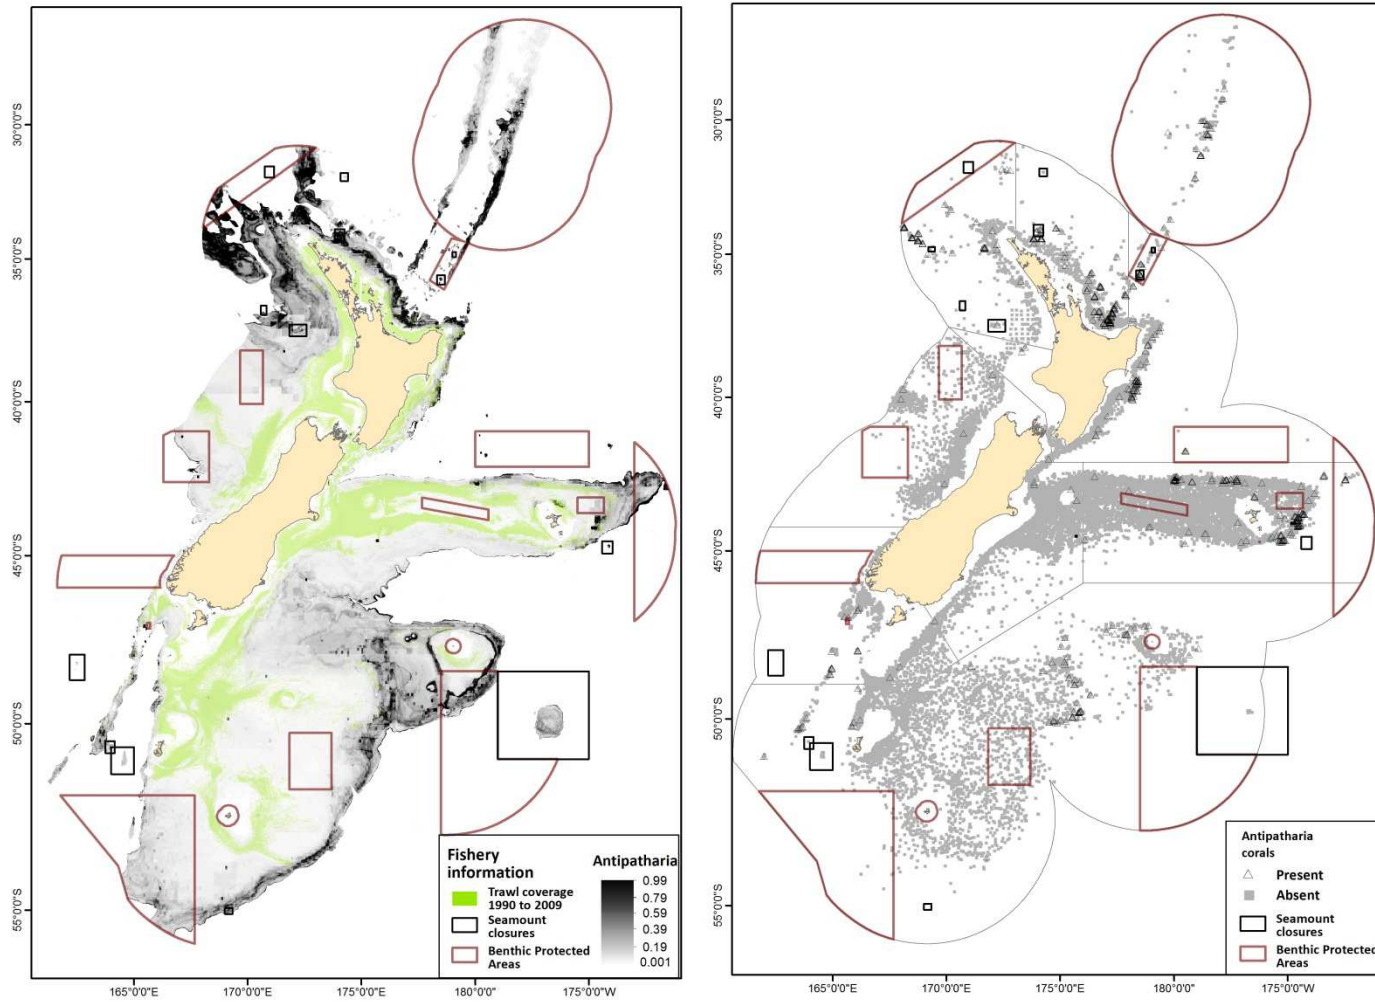 30°0'0"S
35°0'0"S
40°0'0"S
45°0'0"S
50°0'0"S
55°0'0"S
165°0'0"E
170°0'0"E
175°0'0"E
180°0'0"
175°0'0"W
Fishery
information
Trawl coverage
1990 to 2009
Seamount
closures
Benthic Protected
Areas
Antipatharia
0.99
0.79
0.59
0.39
0.19
0.001
30°0'0"S
35°0'0"S
40°0'0"S
45°0'0"S
50°0'0"S
55°0'0"S
165°0'0"E
170°0'0"E
175°0'0"E
180°0'0"
175°0'0"W
Antipatharia
corals
Present
Absent
Seamount
closures
Benthic Protected
Areas